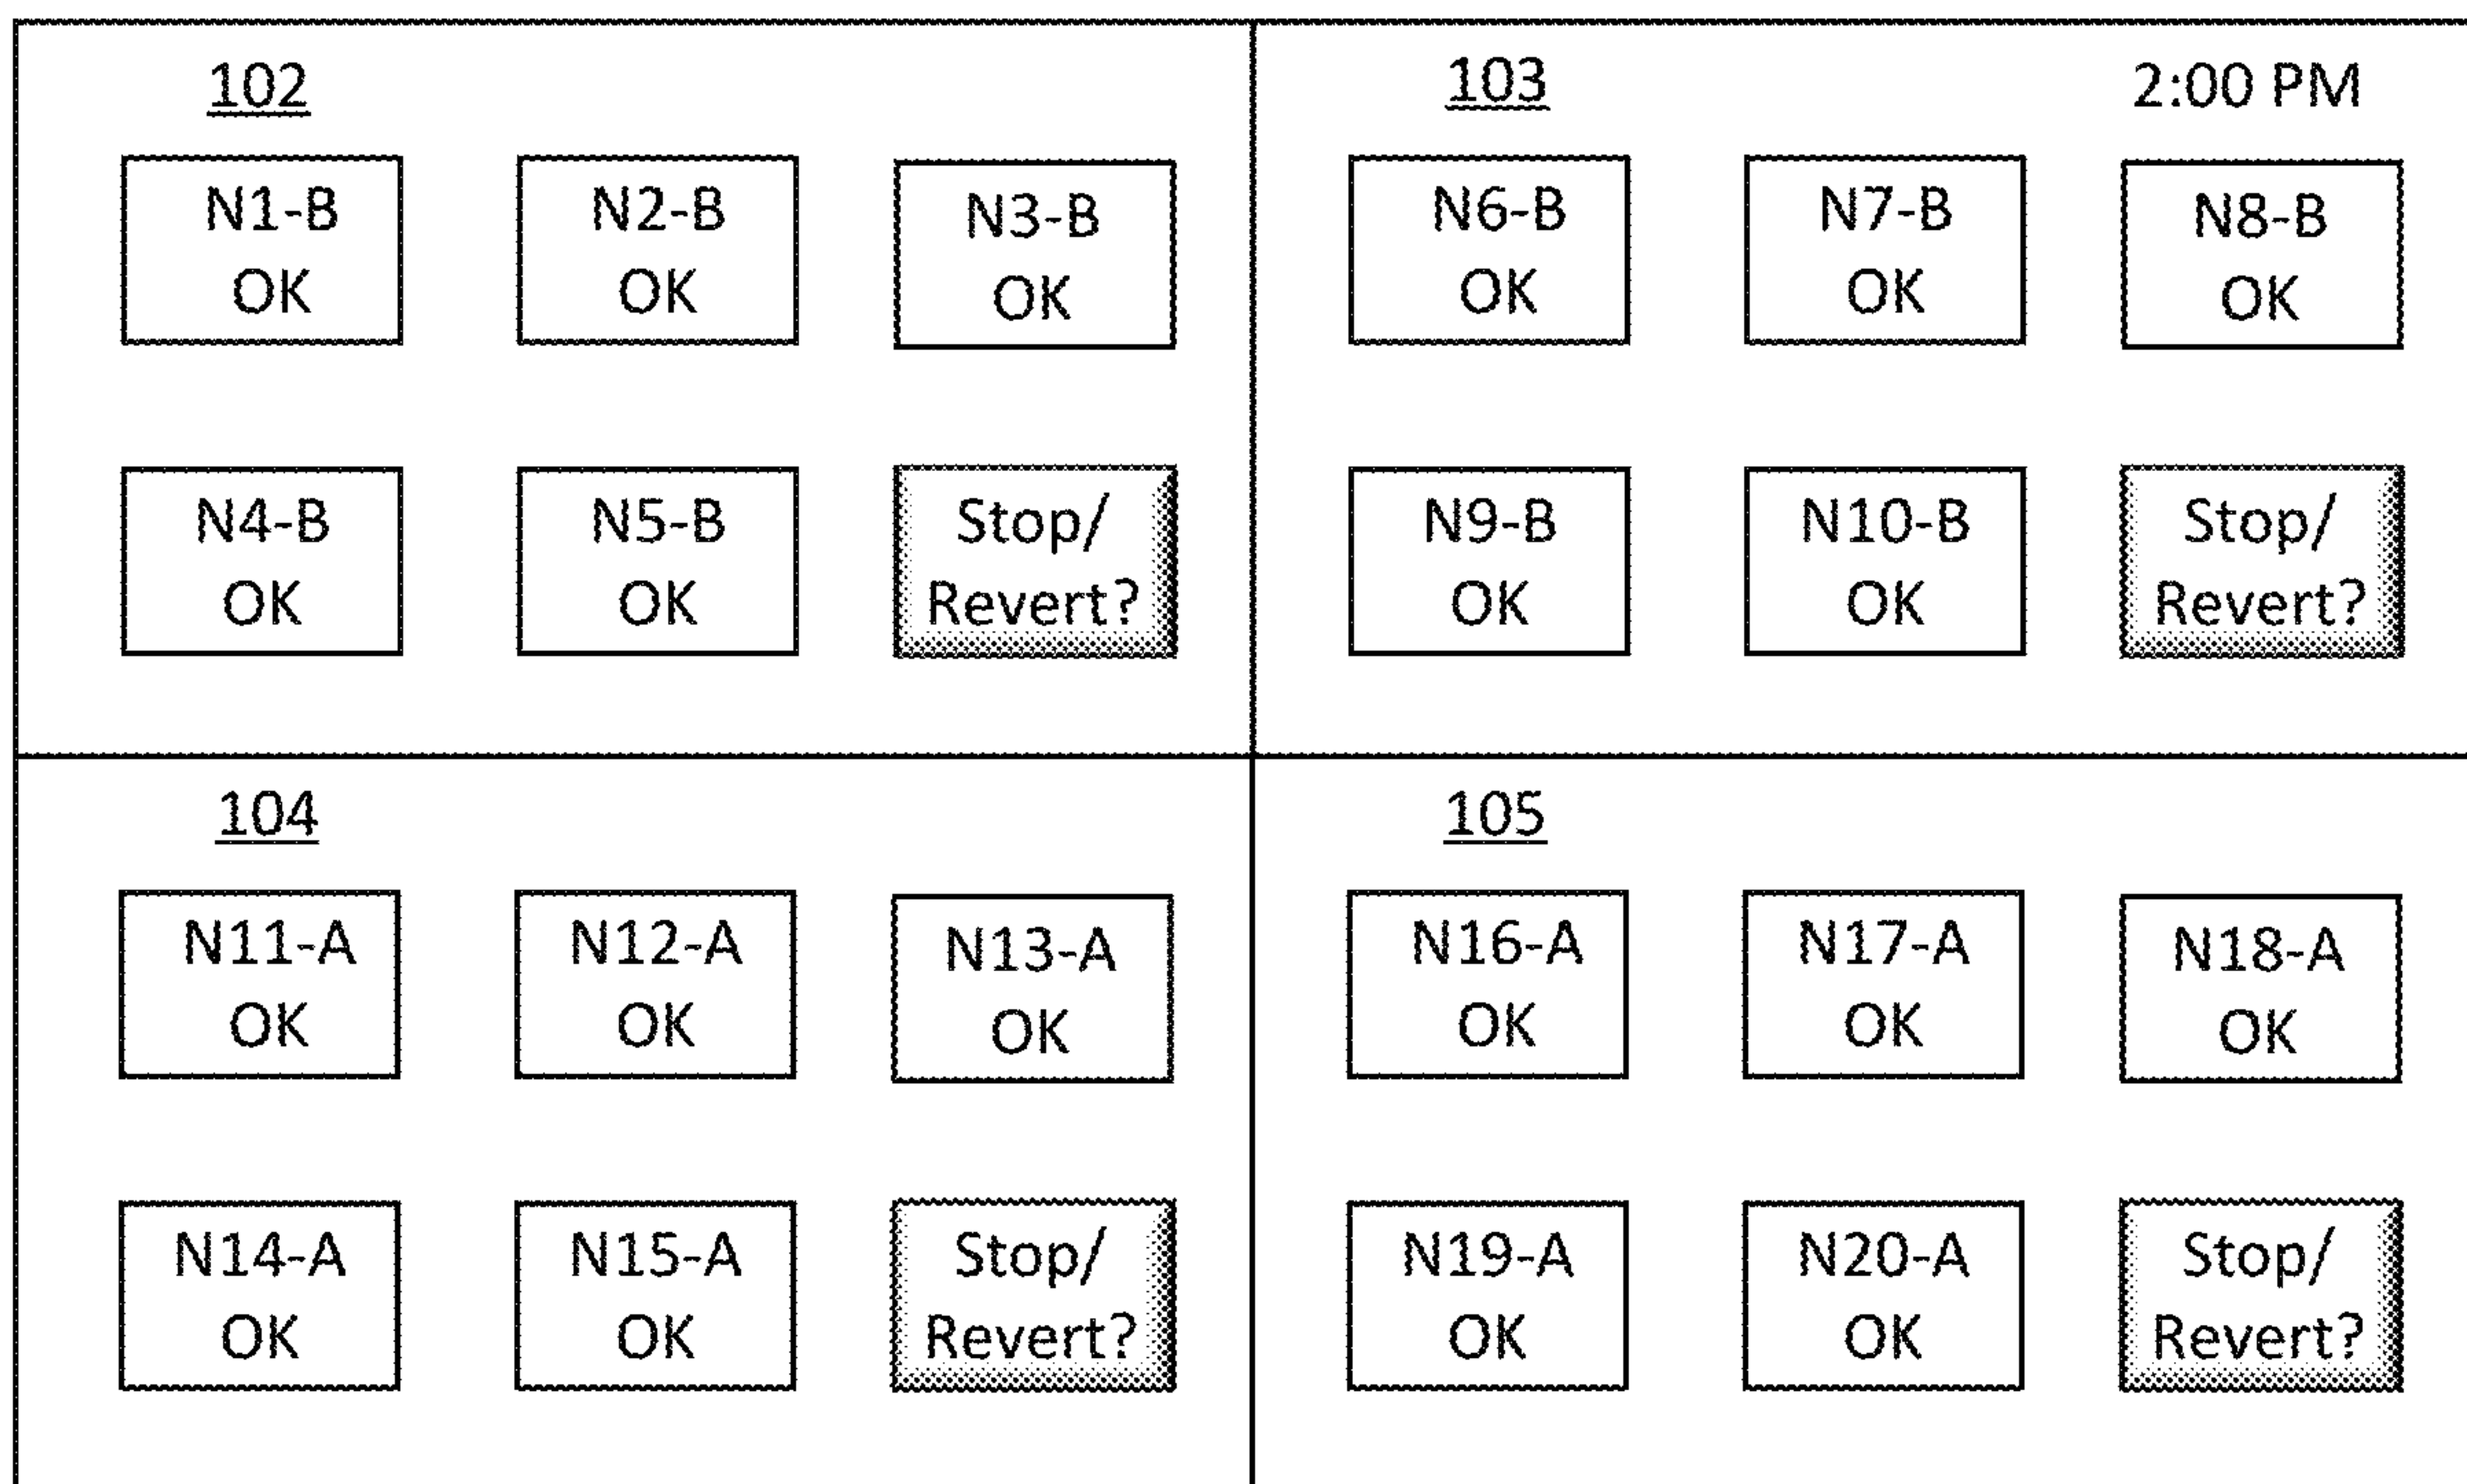 102
N1-B
OK
N2-B
OK
N3-B
OK
N4-B
OK
N5-B
OK
Stop/
Revert?
103
2:00 PM
N6-B
OK
N7-B
OK
N8-B
OK
N9-B
OK
N10-B
OK
Stop/
Revert?
104
N11-A
OK
N12-A
OK
N13-A
OK
N14-A
OK
N15-A
OK
Stop/
Revert?
105
N16-A
OK
N17-A
OK
N18-A
OK
N19-A
OK
N20-A
OK
Stop/
Revert?